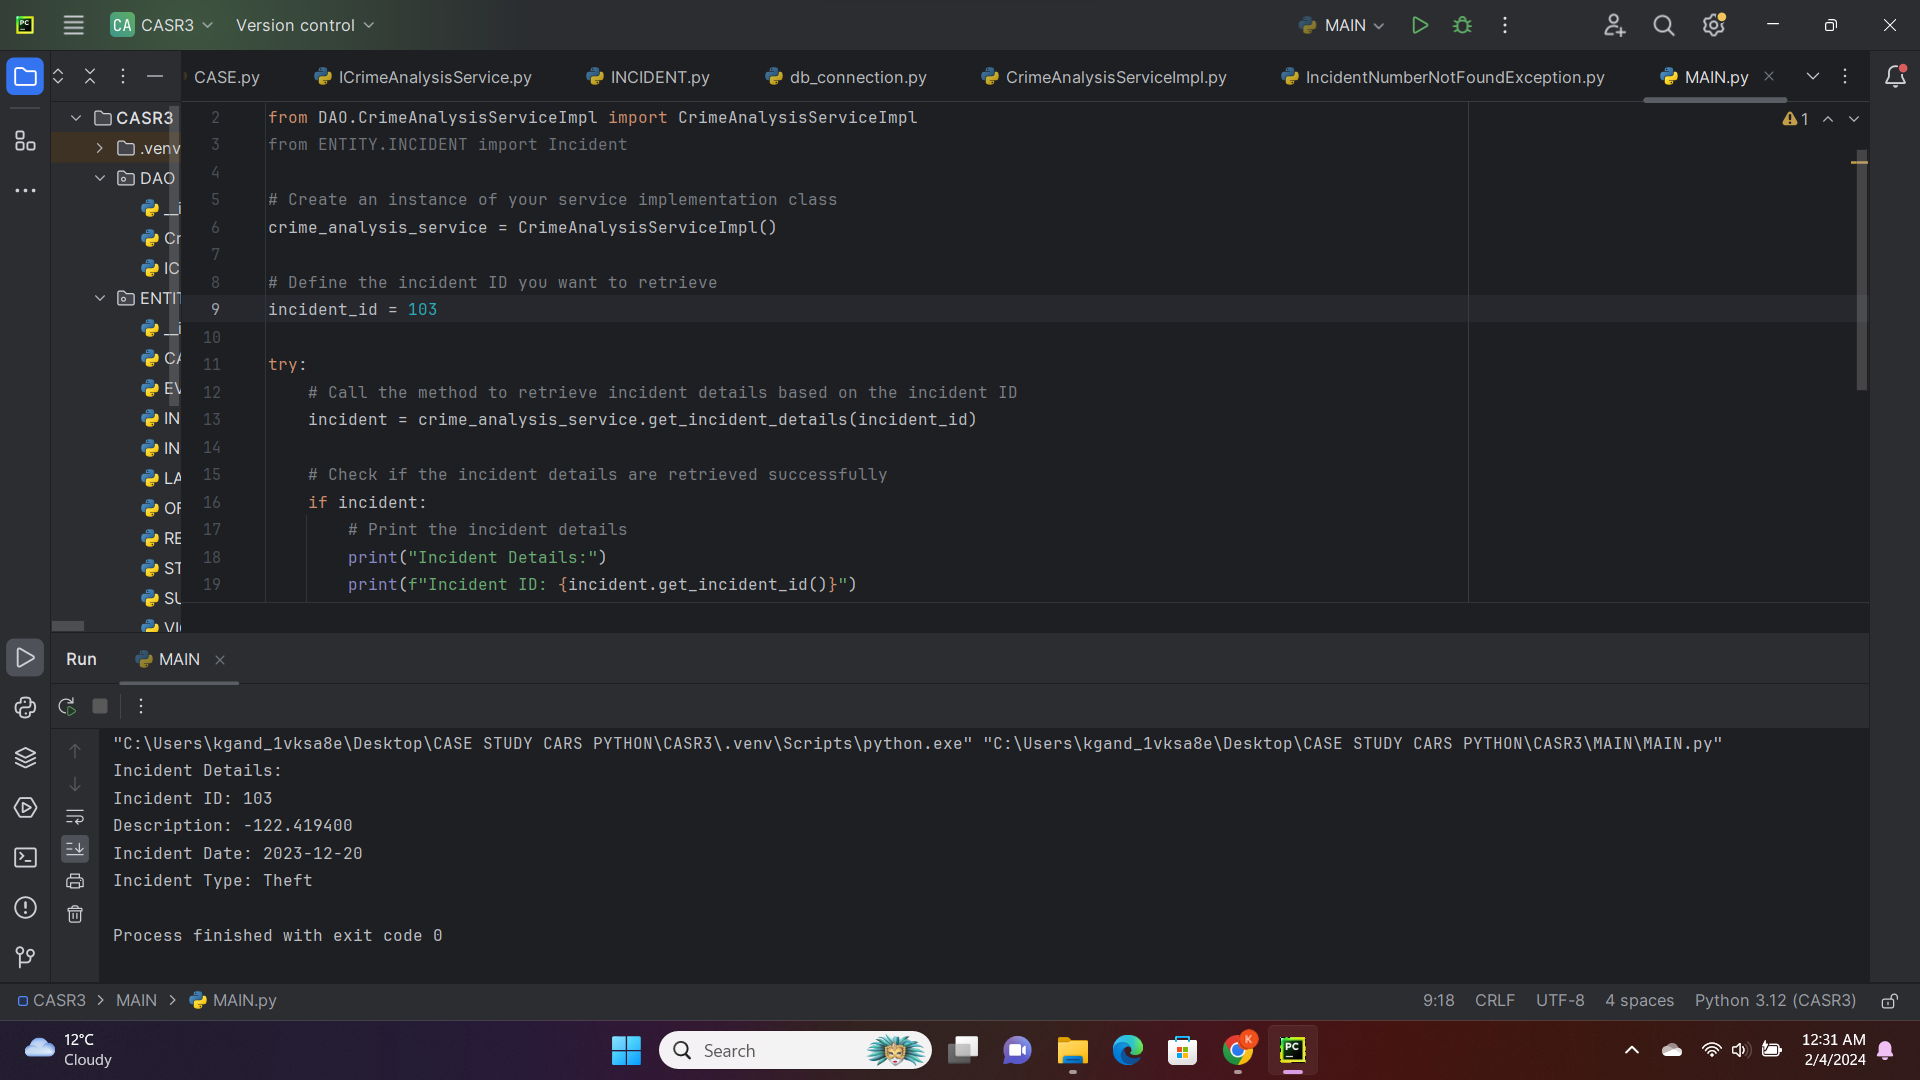 CA CASR3 Version control MAIN
CASE.py ICrimeAnalysisService.py INCIDENT.py db_connection.py CrimeAnalysisServiceImpl.py IncidentNumberNotFoundException.py MAIN.py
CASR3
.venv
DAO
__i
Cr
IC
ENTIT
__i
CA
EV
IN
IN
LA
OF
RE
ST
SU
VI
1
2 from DAO.CrimeAnalysisServiceImpl import CrimeAnalysisServiceImpl
3 from ENTITY.INCIDENT import Incident
4
5 # Create an instance of your service implementation class
6 crime_analysis_service = CrimeAnalysisServiceImpl()
7
8 # Define the incident ID you want to retrieve
9 incident_id = 103
10
11 try:
12 # Call the method to retrieve incident details based on the incident ID
13 incident = crime_analysis_service.get_incident_details(incident_id)
14
15 # Check if the incident details are retrieved successfully
16 if incident:
17 # Print the incident details
18 print("Incident Details:")
19 print(f"Incident ID: {incident.get_incident_id()}")
Run MAIN
"C:\Users\kgand_1vksa8e\Desktop\CASE STUDY CARS PYTHON\CASR3\.venv\Scripts\python.exe" "C:\Users\kgand_1vksa8e\Desktop\CASE STUDY CARS PYTHON\CASR3\MAIN\MAIN.py"
Incident Details:
Incident ID: 103
Description: -122.419400
Incident Date: 2023-12-20
Incident Type: Theft
Process finished with exit code 0
CASR3 > MAIN > MAIN.py 9:18 CRLF UTF-8 4 spaces Python 3.12 (CASR3)
12°C
Cloudy
Search
K
PC
12:31 AM
2/4/2024